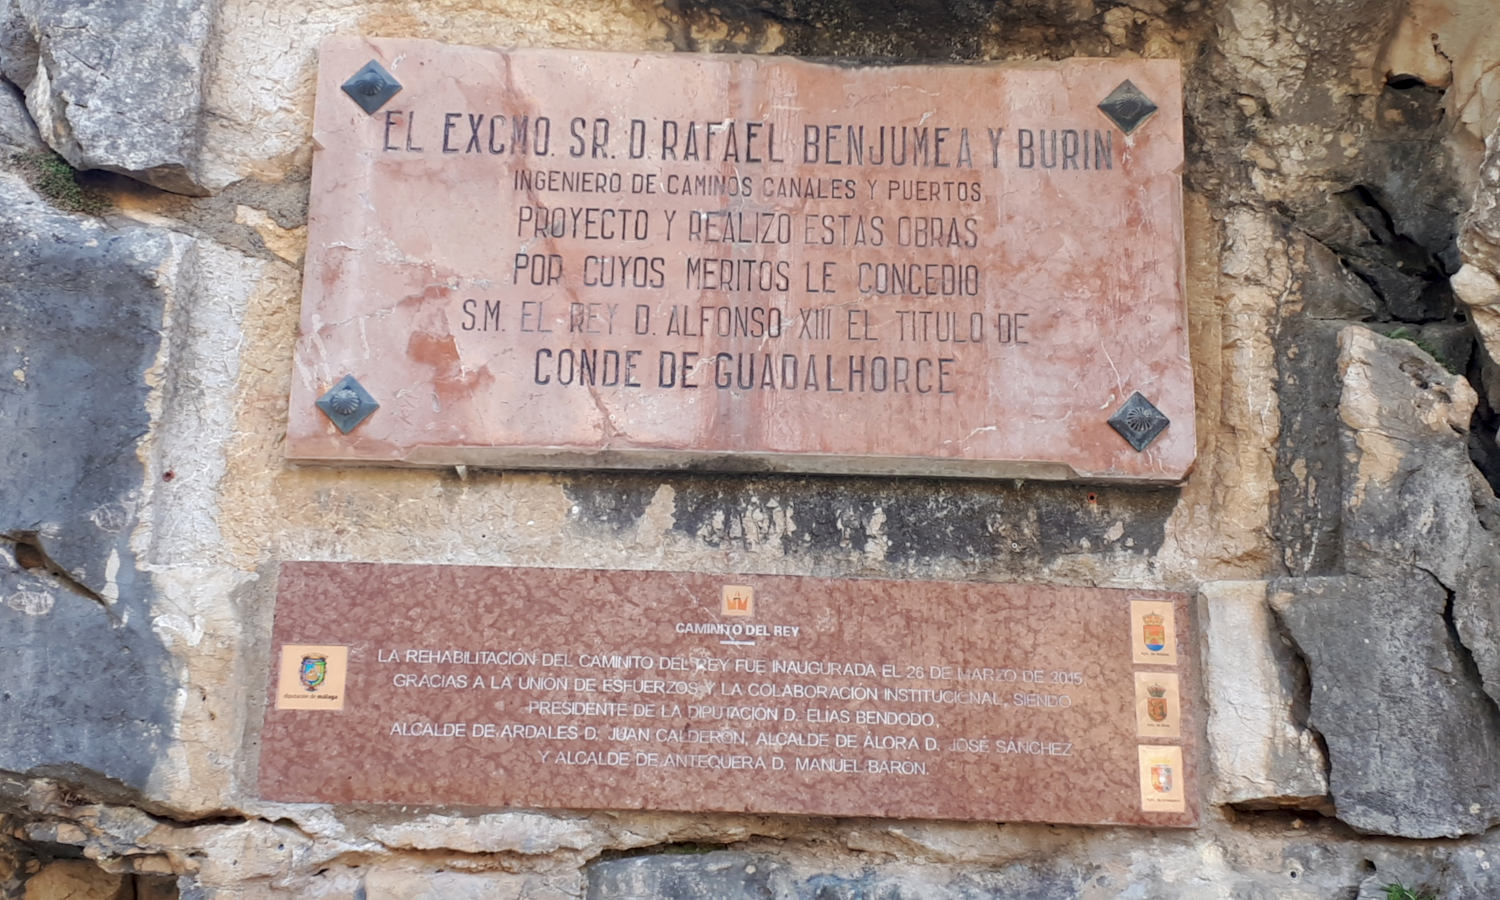 EL EXCMO. SR. D. RAFAEL BENJUMEA Y BURIN
INGENIERO DE CAMINOS CANALES Y PUERTOS
PROYECTO Y REALIZO ESTAS OBRAS
POR CUYOS MERITOS LE CONCEDIO
S.M. EL REY D. ALFONSO XIII EL TITULO DE
CONDE DE GUADALHORCE
CAMINITO DEL REY
LA REHABILITACIÓN DEL CAMINITO DEL REY FUE INAUGURADA EL 26 DE MARZO DE
GRACIAS A LA UNIÓN DE ESFUERZOS Y LA COLABORACIÓN INSTITUCIONAL, SIENDO
PRESIDENTE DE LA DIPUTACIÓN D. ELÍAS BENDODO,
ALCALDE DE ARDALES D. JUAN CALDERÓN, ALCALDE DE ÁLORA D. JOSÉ SÁNCHEZ
Y ALCALDE DE ANTEQUERA D. MANUEL BARÓN.
diputación de málaga